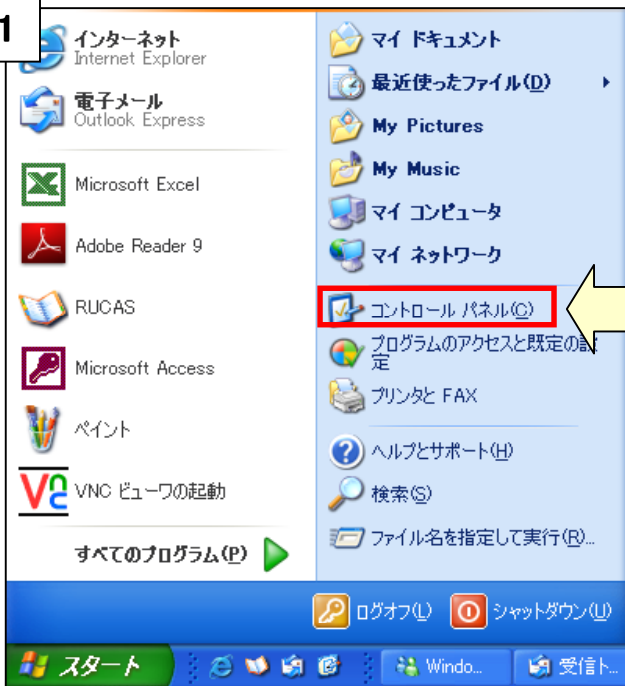 1
インターネット
Internet Explorer
電子メール
Outlook Express
Microsoft Excel
Adobe Reader 9
RUCAS
Microsoft Access
ペイント
VNC ビューワの起動
すべてのプログラム(P)
マイ ドキュメント
最近使ったファイル(D)
My Pictures
My Music
マイ コンピュータ
マイ ネットワーク
コントロール パネル(C)
プログラムのアクセスと既定の設
定
プリンタと FAX
ヘルプとサポート(H)
検索(S)
ファイル名を指定して実行(R)...
ログオフ(L)
シャットダウン(U)
スタート
Windo...
受信ト...